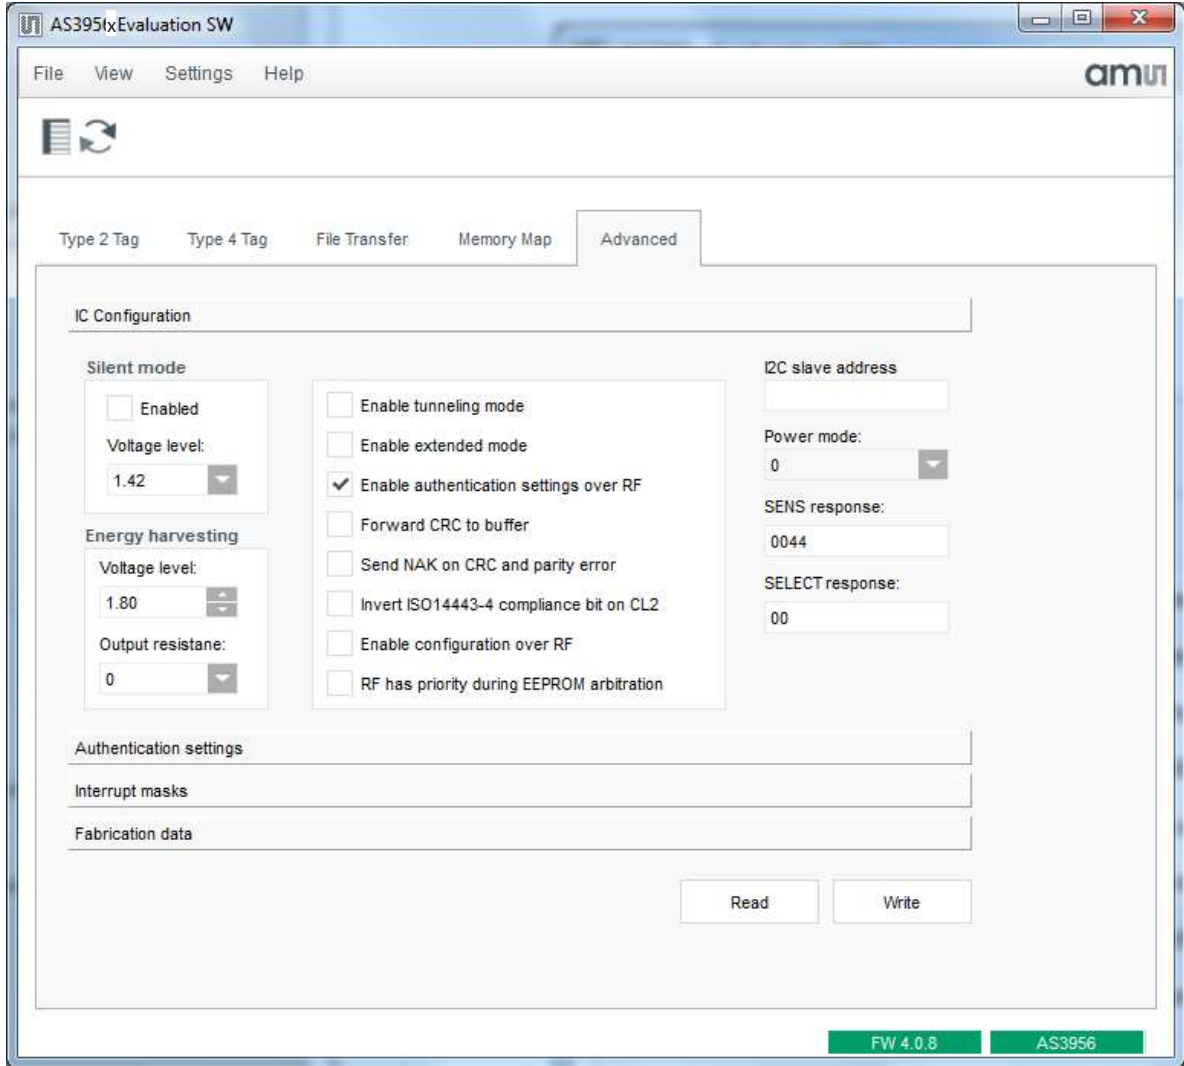 AS3956xEvaluation SW
File View Settings Help
amu
Type 2 Tag Type 4 Tag File Transfer Memory Map Advanced
IC Configuration
Silent mode
Enabled
Voltage level:
1.42
Energy harvesting
Voltage level:
1.80
Output resistane:
0
Enable tunneling mode
Enable extended mode
Enable authentication settings over RF
Forward CRC to buffer
Send NAK on CRC and parity error
Invert ISO14443-4 compliance bit on CL2
Enable configuration over RF
RF has priority during EEPROM arbitration
I2C slave address
Power mode:
0
SENS response:
0044
SELECT response:
00
Authentication settings
Interrupt masks
Fabrication data
Read Write
FW 4.0.8 AS3956